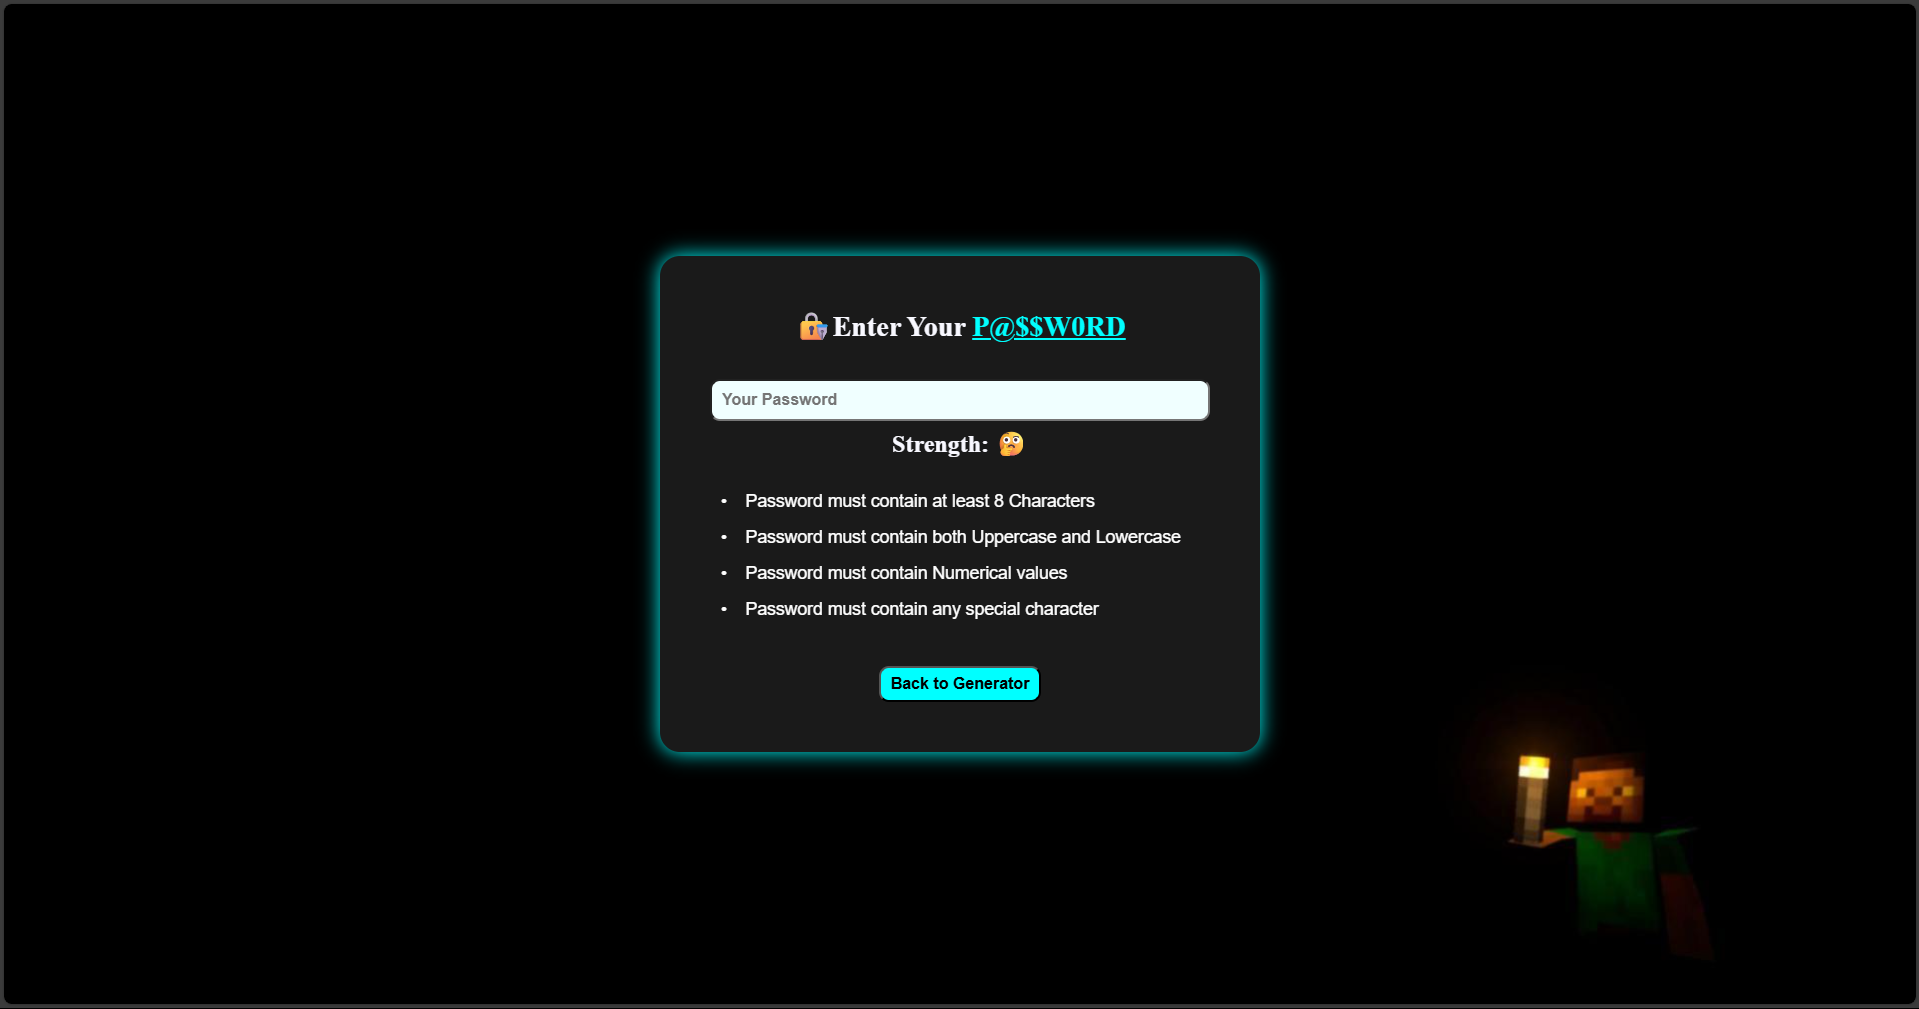 🔐 Enter Your P@$$W0RD
Your Password
Strength: 🤔
• Password must contain at least 8 Characters
• Password must contain both Uppercase and Lowercase
• Password must contain Numerical values
• Password must contain any special character
Back to Generator